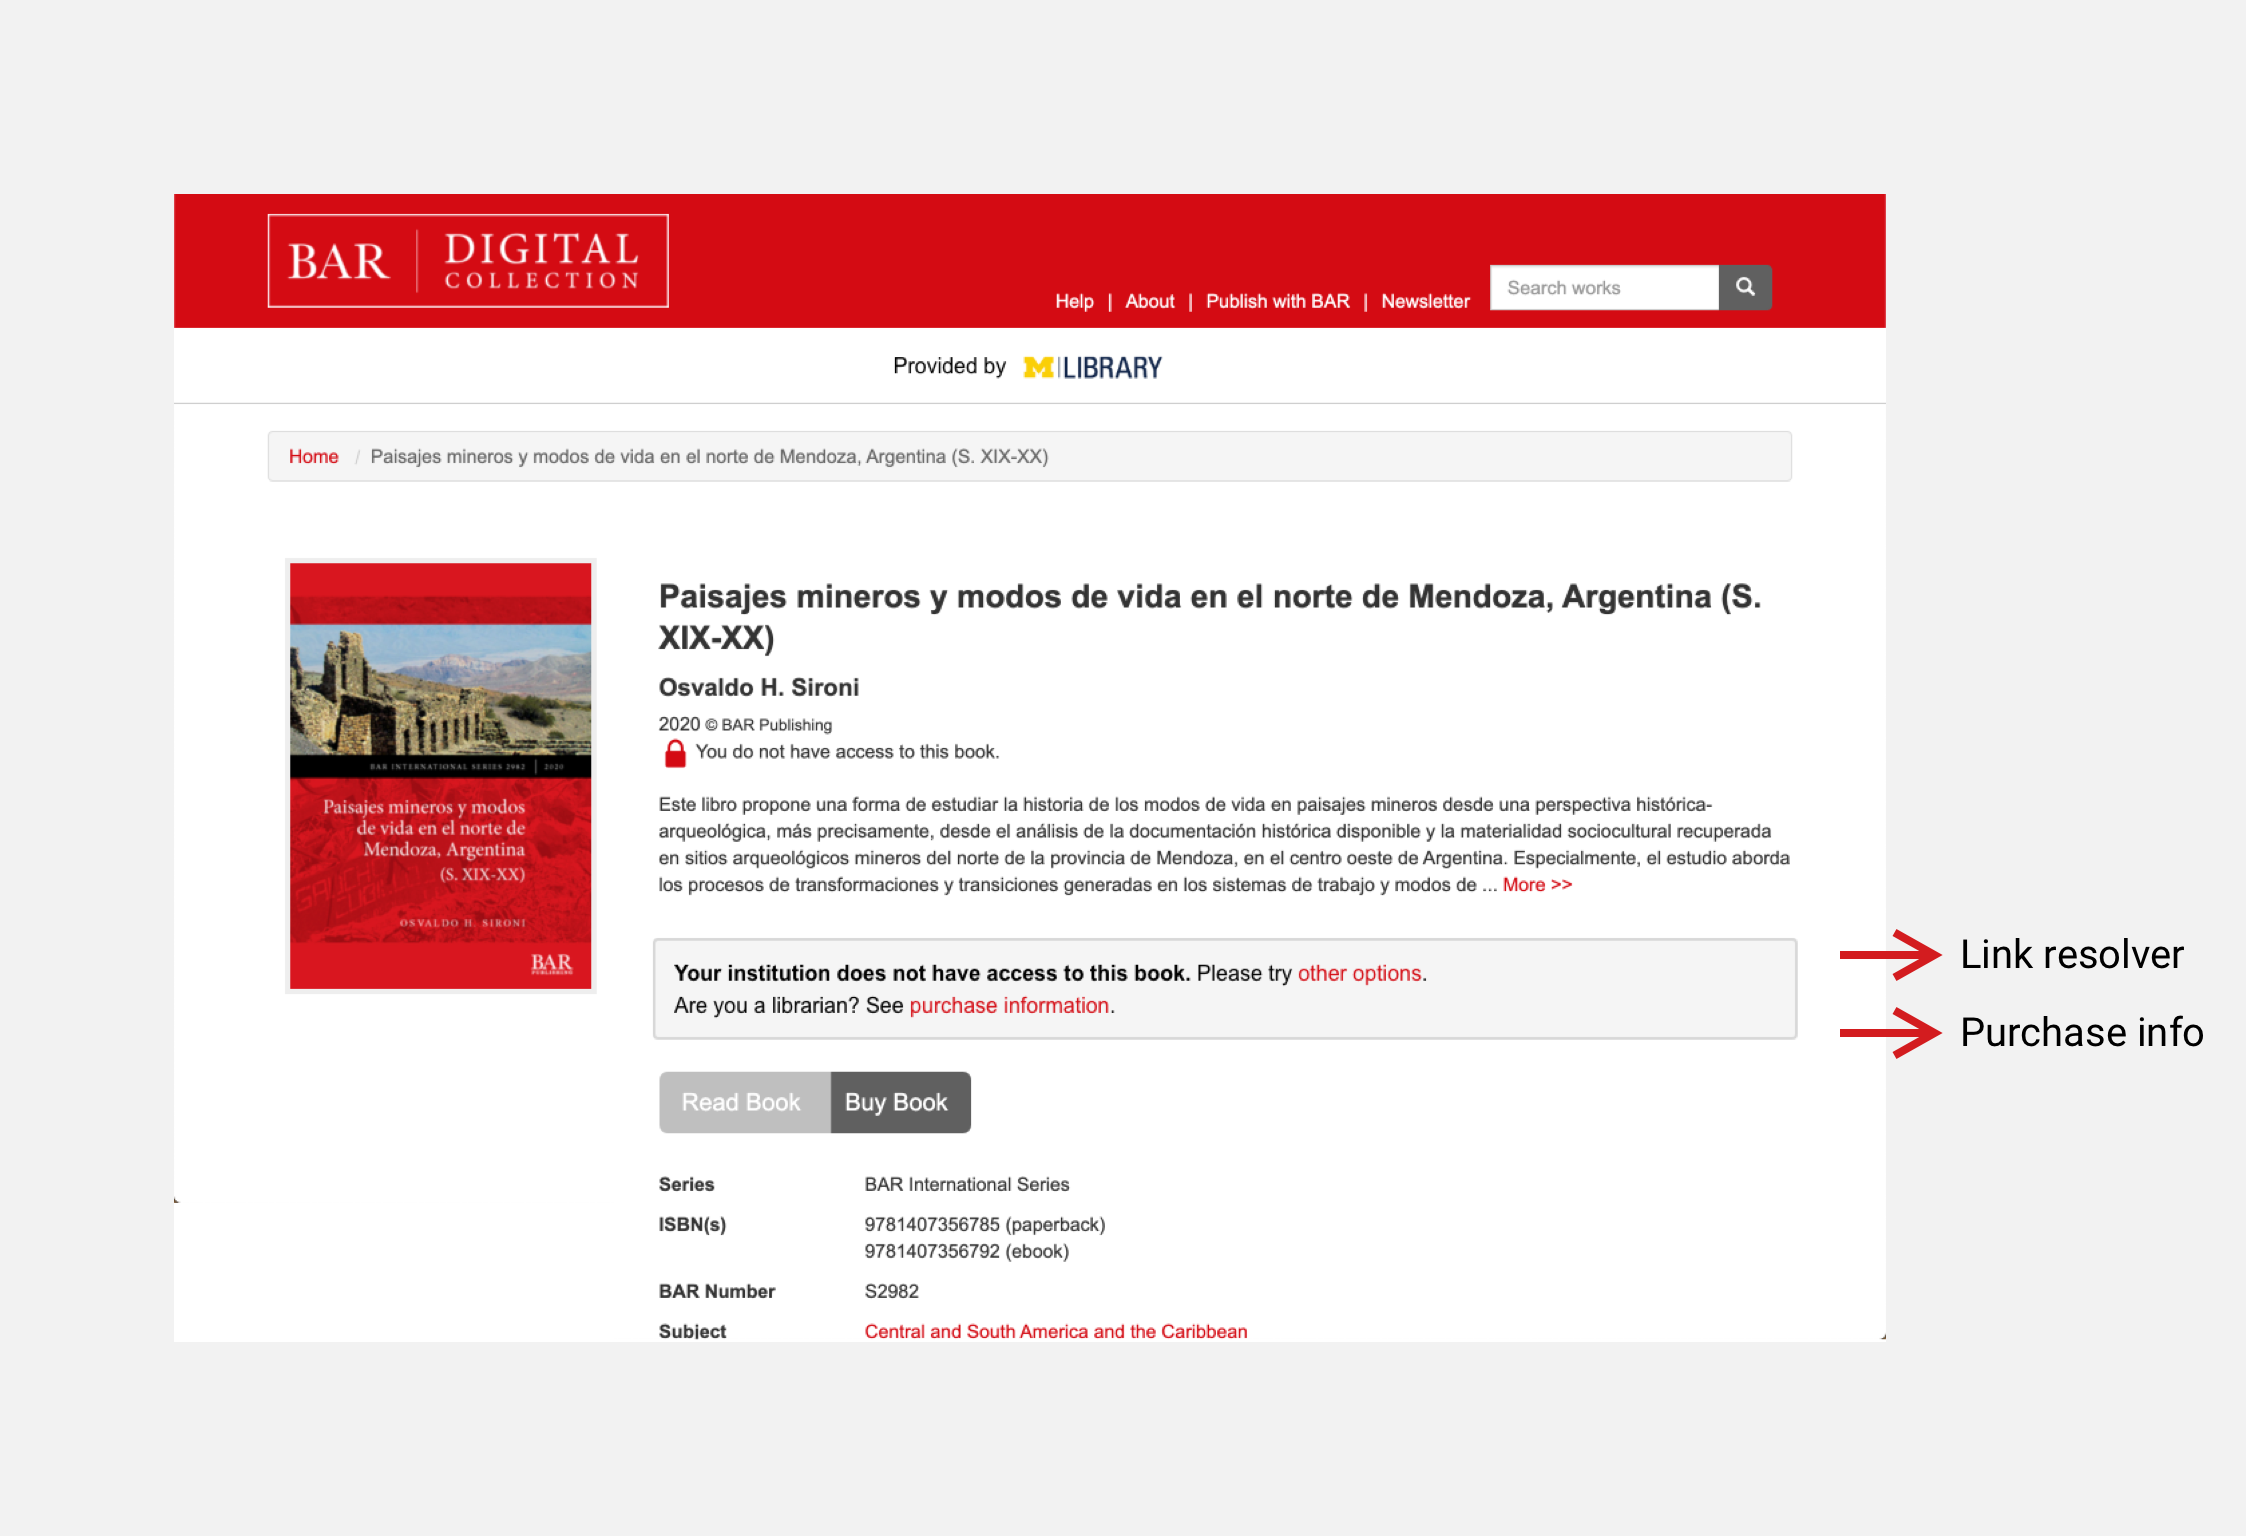 BAR | DIGITAL COLLECTION
Help | About | Publish with BAR | Newsletter
Search works
Provided by M | LIBRARY
Home / Paisajes mineros y modos de vida en el norte de Mendoza, Argentina (S. XIX-XX)
BAR INTERNATIONAL SERIES 2982 | 2020
Paisajes mineros y modos
de vida en el norte de
Mendoza, Argentina
(S. XIX-XX)
OSVALDO H. SIRONI
BAR
PUBLISHING
Paisajes mineros y modos de vida en el norte de Mendoza, Argentina (S.
XIX-XX)
Osvaldo H. Sironi
2020 © BAR Publishing
You do not have access to this book.
Este libro propone una forma de estudiar la historia de los modos de vida en paisajes mineros desde una perspectiva histórica-
arqueológica, más precisamente, desde el análisis de la documentación histórica disponible y la materialidad sociocultural recuperada
en sitios arqueológicos mineros del norte de la provincia de Mendoza, en el centro oeste de Argentina. Especialmente, el estudio aborda
los procesos de transformaciones y transiciones generadas en los sistemas de trabajo y modos de ... More >>
Your institution does not have access to this book. Please try other options.
Are you a librarian? See purchase information.
Link resolver
Purchase info
Read Book
Buy Book
Series BAR International Series
ISBN(s) 9781407356785 (paperback)
9781407356792 (ebook)
BAR Number S2982
Subject Central and South America and the Caribbean